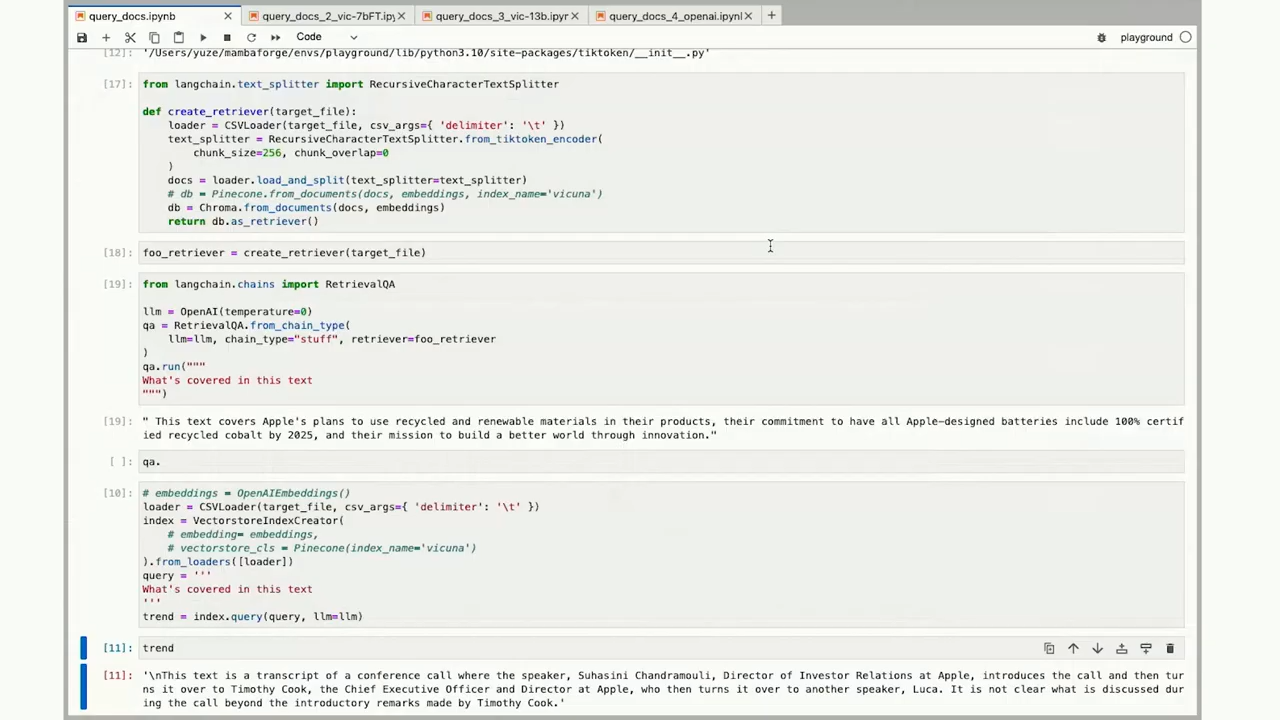 query_docs.ipynb
query_docs_2_vic-7bFT.ipy
query_docs_3_vic-13b.ipyr
query_docs_4_openai.ipynl
Code
playground
[12]: '/Users/yuze/mambaforge/envs/playground/lib/python3.10/site-packages/tiktoken/__init__.py'
[17]: from langchain.text_splitter import RecursiveCharacterTextSplitter
def create_retriever(target_file):
loader = CSVLoader(target_file, csv_args={ 'delimiter': '\t' })
text_splitter = RecursiveCharacterTextSplitter.from_tiktoken_encoder(
chunk_size=256, chunk_overlap=0
)
docs = loader.load_and_split(text_splitter=text_splitter)
# db = Pinecone.from_documents(docs, embeddings, index_name='vicuna')
db = Chroma.from_documents(docs, embeddings)
return db.as_retriever()
[18]: foo_retriever = create_retriever(target_file)
[19]: from langchain.chains import RetrievalQA
llm = OpenAI(temperature=0)
qa = RetrievalQA.from_chain_type(
llm=llm, chain_type="stuff", retriever=foo_retriever
)
qa.run("""
What's covered in this text
""")
[19]: " This text covers Apple's plans to use recycled and renewable materials in their products, their commitment to have all Apple-designed batteries include 100% certif
ied recycled cobalt by 2025, and their mission to build a better world through innovation."
[ ]: qa.
[10]: # embeddings = OpenAIEmbeddings()
loader = CSVLoader(target_file, csv_args={ 'delimiter': '\t' })
index = VectorstoreIndexCreator(
# embedding= embeddings,
# vectorstore_cls = Pinecone(index_name='vicuna')
).from_loaders([loader])
query = '''
What's covered in this text
'''
trend = index.query(query, llm=llm)
[11]: trend
[11]: '\nThis text is a transcript of a conference call where the speaker, Suhasini Chandramouli, Director of Investor Relations at Apple, introduces the call and then tur
ns it over to Timothy Cook, the Chief Executive Officer and Director at Apple, who then turns it over to another speaker, Luca. It is not clear what is discussed dur
ing the call beyond the introductory remarks made by Timothy Cook.'